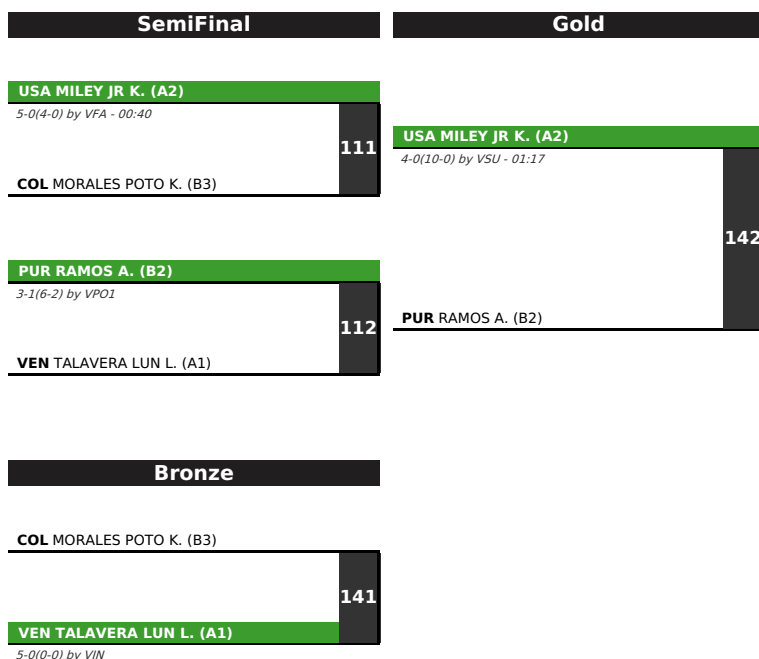 SemiFinal
USA MILEY JR K. (A2)
5-0(4-0) by VFA - 00:40
111
COL MORALES POTO K. (B3)
PUR RAMOS A. (B2)
3-1(6-2) by VPO1
112
VEN TALAVERA LUN L. (A1)
Gold
USA MILEY JR K. (A2)
4-0(10-0) by VSU - 01:17
142
PUR RAMOS A. (B2)
Bronze
COL MORALES POTO K. (B3)
141
VEN TALAVERA LUN L. (A1)
5-0(0-0) by VIN